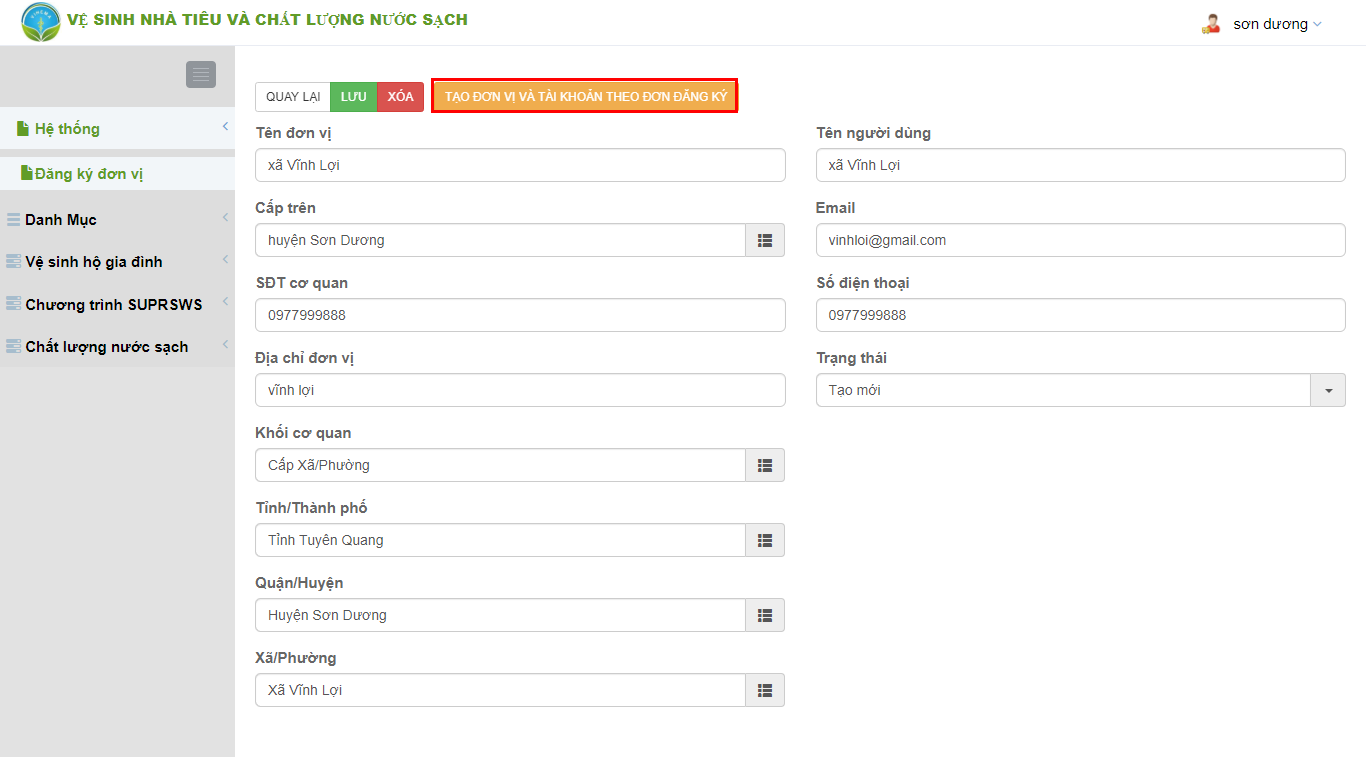 VỆ SINH NHÀ TIÊU VÀ CHẤT LƯỢNG NƯỚC SẠCH
sơn dương
Hệ thống
Đăng ký đơn vị
Danh Mục
Vệ sinh hộ gia đình
Chương trình SUPRSWS
Chất lượng nước sạch
QUAY LẠI LƯU XÓA TẠO ĐƠN VỊ VÀ TÀI KHOẢN THEO ĐƠN ĐĂNG KÝ
Tên đơn vị
xã Vĩnh Lợi
Cấp trên
huyện Sơn Dương
SĐT cơ quan
0977999888
Địa chỉ đơn vị
vĩnh lợi
Khối cơ quan
Cấp Xã/Phường
Tỉnh/Thành phố
Tỉnh Tuyên Quang
Quận/Huyện
Huyện Sơn Dương
Xã/Phường
Xã Vĩnh Lợi
Tên người dùng
xã Vĩnh Lợi
Email
vinhloi@gmail.com
Số điện thoại
0977999888
Trạng thái
Tạo mới